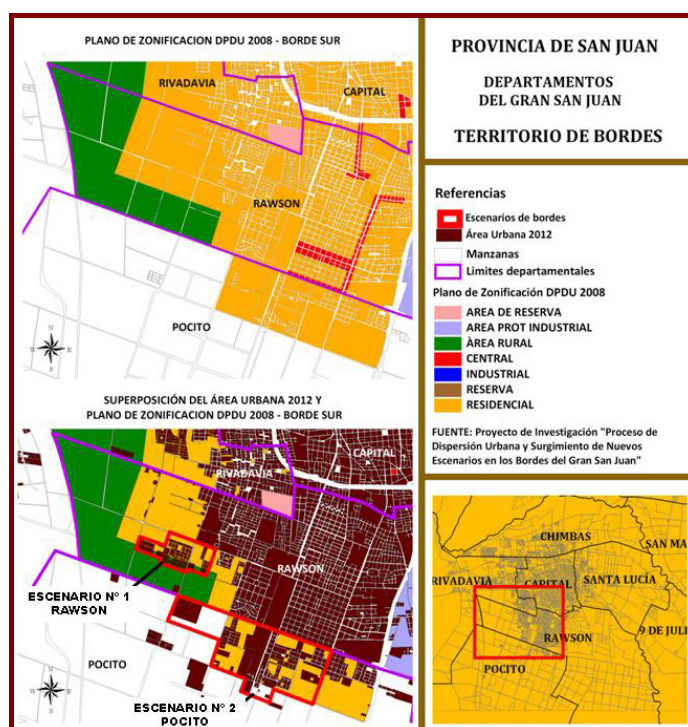 PLANO DE ZONIFICACION DPDU 2008 - BORDE SUR
RIVADAVIA
CAPITAL
RAWSON
POCITO
N
W
E
S
SUPERPOSICIÓN DEL ÁREA URBANA 2012 Y
PLANO DE ZONIFICACION DPDU 2008 - BORDE SUR
RIVADAVIA
CAPITAL
RAWSON
ESCENARIO N° 1
RAWSON
POCITO
N
W
E
S
ESCENARIO N° 2
POCITO
PROVINCIA DE SAN JUAN
DEPARTAMENTOS
DEL GRAN SAN JUAN
TERRITORIO DE BORDES
Referencias
Escenarios de bordes
Área Urbana 2012
Manzanas
Limites departamentales
Plano de Zonificación DPDU 2008
AREA DE RESERVA
AREA PROT INDUSTRIAL
ÀREA RURAL
CENTRAL
INDUSTRIAL
RESERVA
RESIDENCIAL
FUENTE: Proyecto de Investigación "Proceso de
Dispersión Urbana y Surgimiento de Nuevos
Escenarios en los Bordes del Gran San Juan"
CHIMBAS
SAN MA
RIVADAVIA
CAPITAL
SANTA LUCÍA
RAWSON
9 DE JULI
POCITO